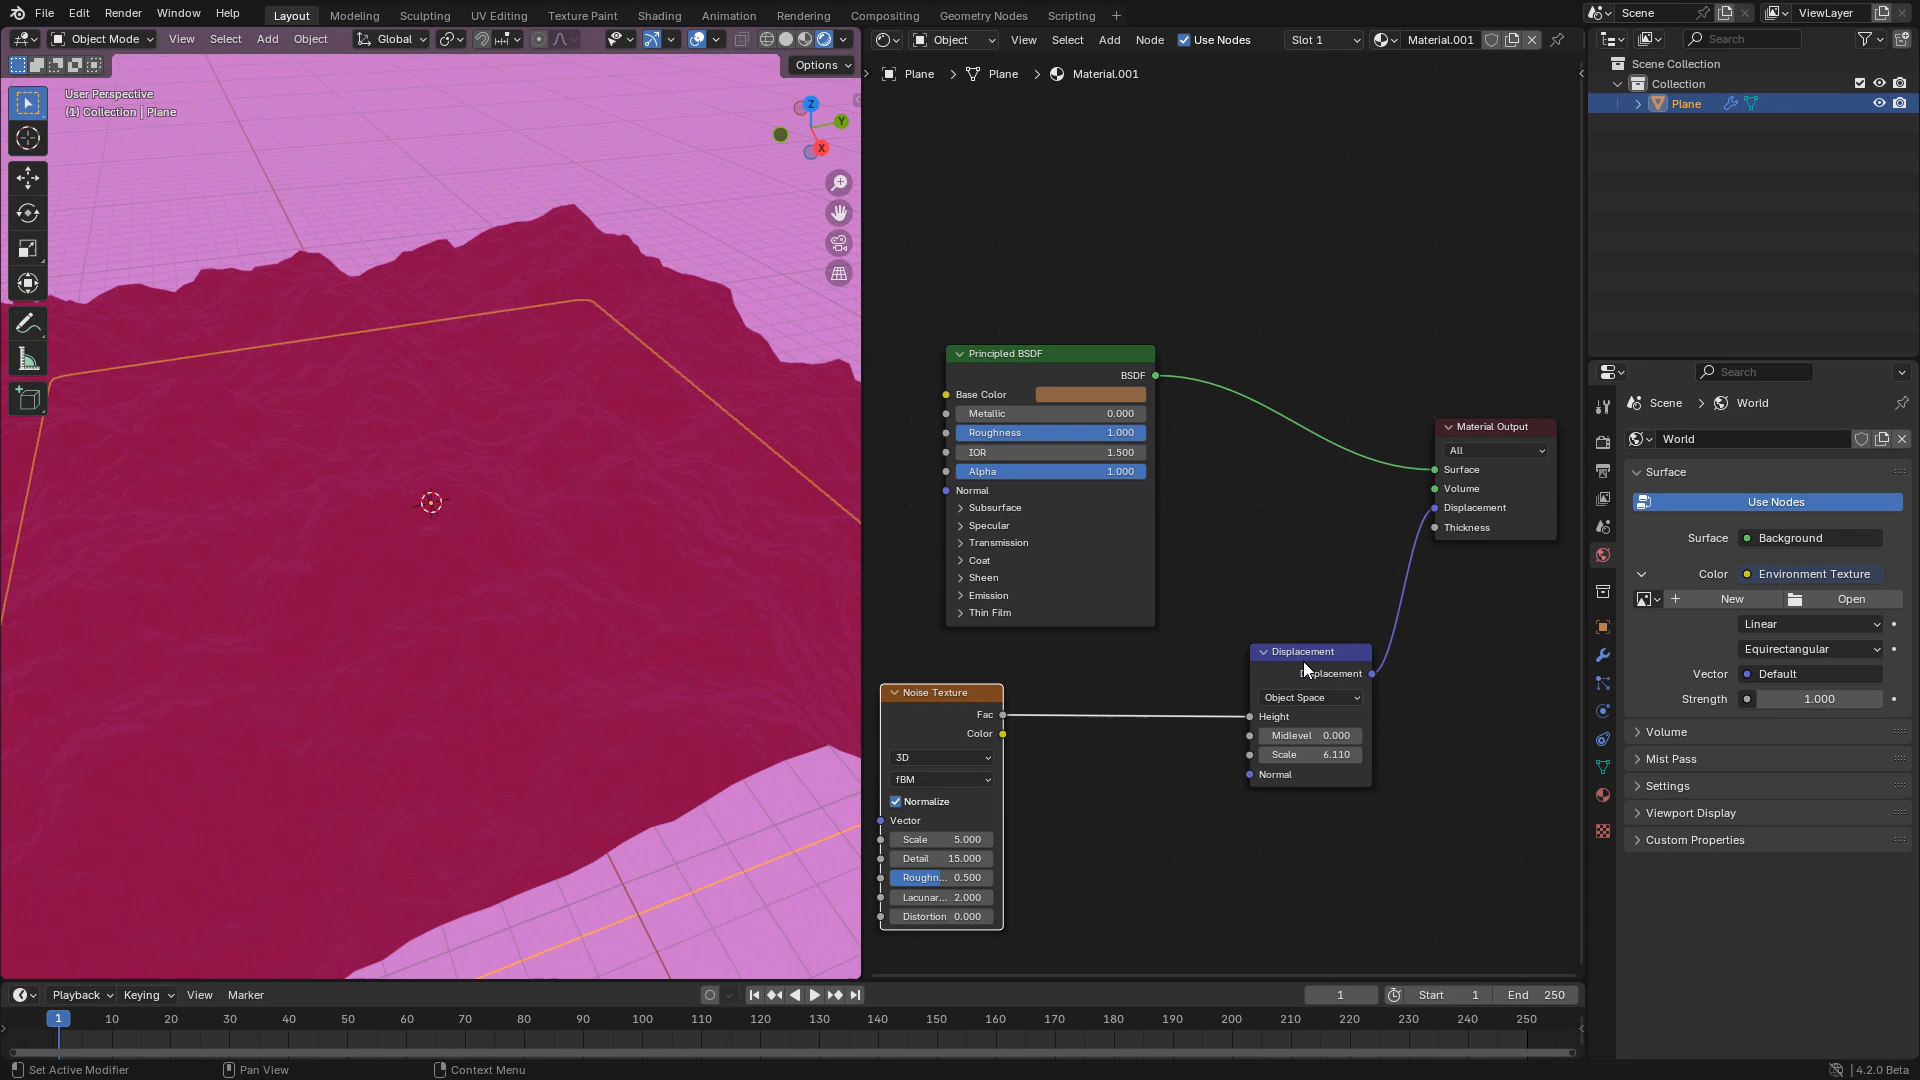 File Edit Render Window Help Layout Modeling Sculpting UV Editing Texture Paint Shading Animation Rendering Compositing Geometry Nodes Scripting + Scene ViewLayer
Object Mode View Select Add Object Global
Object View Select Add Node Use Nodes Slot 1 Material.001
Search
Options
User Perspective
(1) Collection | Plane
Z
Y
X
Plane > Plane > Material.001
Principled BSDF
BSDF
Base Color
Metallic 0.000
Roughness 1.000
IOR 1.500
Alpha 1.000
Normal
Subsurface
Specular
Transmission
Coat
Sheen
Emission
Thin Film
Material Output
All
Surface
Volume
Displacement
Thickness
Displacement
Object Space
Height
Midlevel 0.000
Scale 6.110
Normal
Noise Texture
Fac
Color
3D
fBM
Normalize
Vector
Scale 5.000
Detail 15.000
Roughn... 0.500
Lacunar... 2.000
Distortion 0.000
Scene Collection
Collection
Plane
Search
Scene > World
World
Surface
Use Nodes
Surface Background
Color Environment Texture
New Open
Linear
Equirectangular
Vector Default
Strength 1.000
Volume
Mist Pass
Settings
Viewport Display
Custom Properties
Playback Keying View Marker 1 Start 1 End 250
1 10 20 30 40 50 60 70 80 90 100 110 120 130 140 150 160 170 180 190 200 210 220 230 240 250
Set Active Modifier Pan View Context Menu 4.2.0 Beta